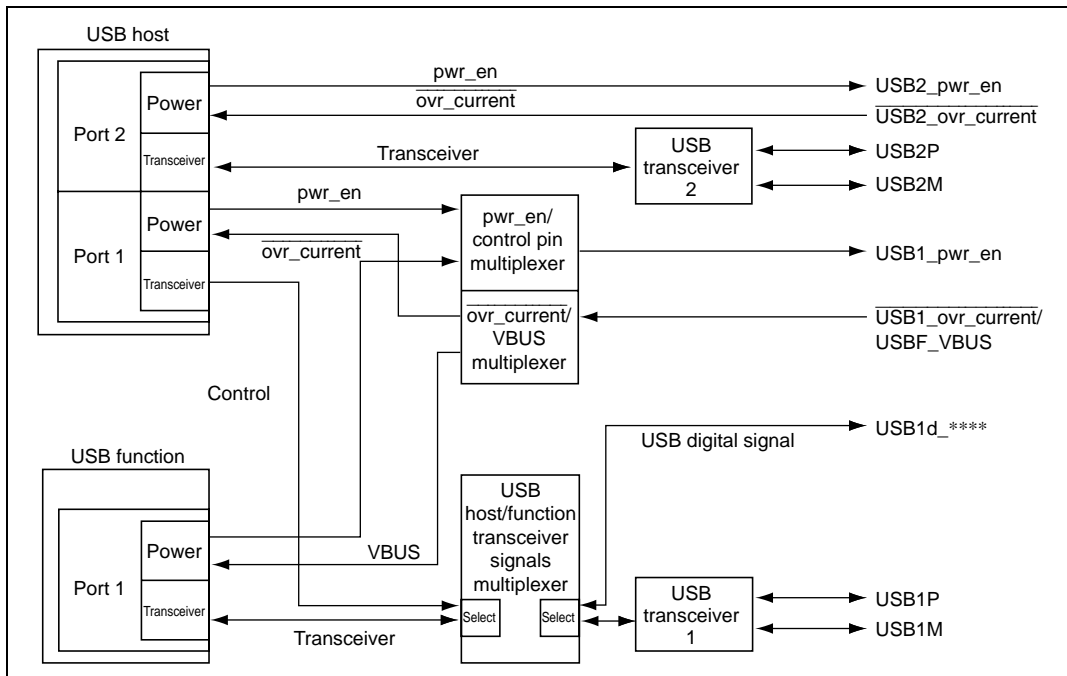 USB host
Port 2
Power
Transceiver
Port 1
Power
Transceiver
pwr_en
ovr_current
Transceiver
USB
transceiver
2
USB2_pwr_en
USB2_ovr_current
USB2P
USB2M
pwr_en
ovr_current
pwr_en/
control pin
multiplexer
ovr_current/
VBUS
multiplexer
USB1_pwr_en
USB1_ovr_current/
USBF_VBUS
Control
USB digital signal
USB1d_****
USB function
Port 1
Power
Transceiver
VBUS
Transceiver
USB
host/function
transceiver
signals
multiplexer
Select
Select
USB
transceiver
1
USB1P
USB1M